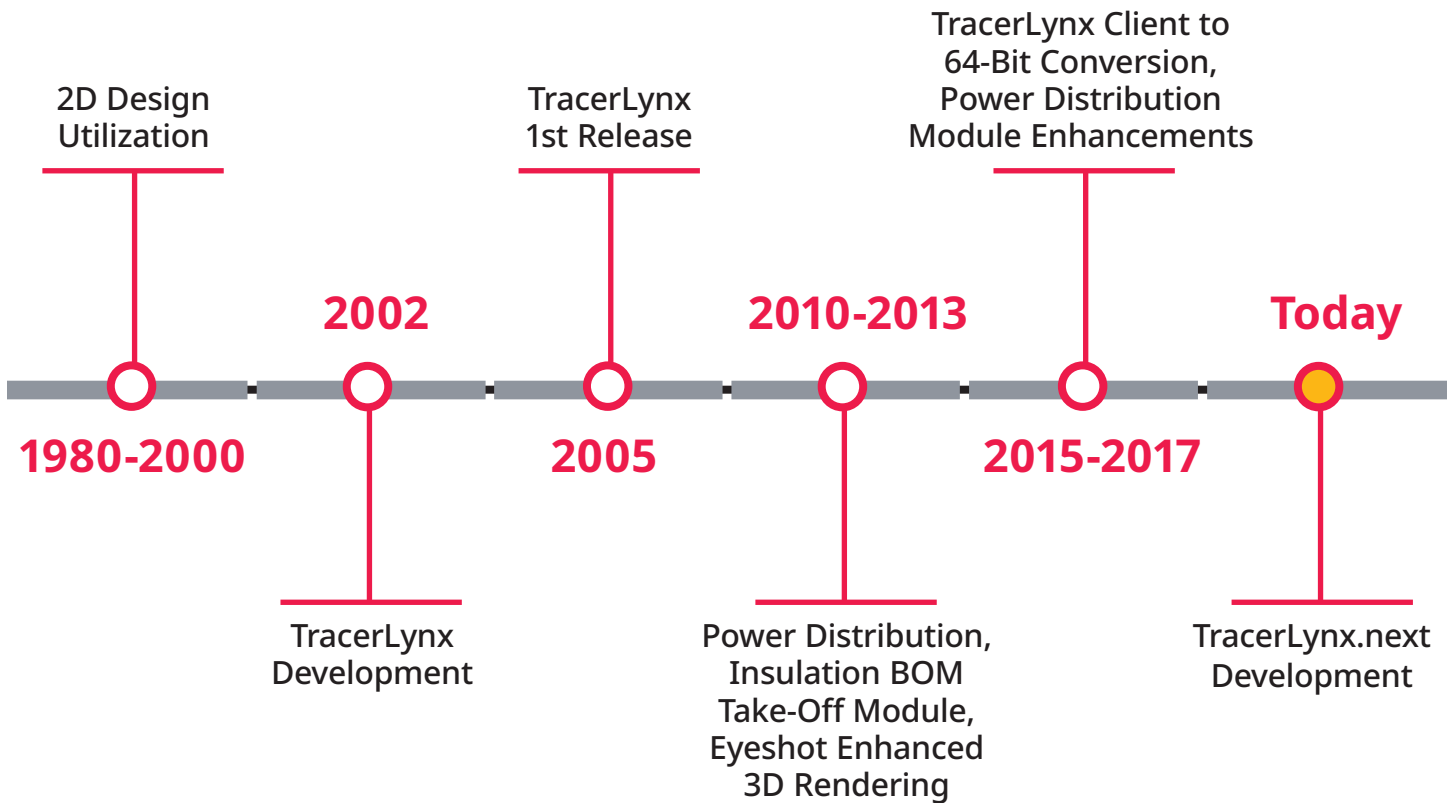 2D Design
Utilization
1980-2000
2002
TracerLynx
Development
TracerLynx
1st Release
2005
2010-2013
Power Distribution,
Insulation BOM
Take-Off Module,
Eyeshot Enhanced
3D Rendering
TracerLynx Client to
64-Bit Conversion,
Power Distribution
Module Enhancements
2015-2017
Today
TracerLynx.next
Development